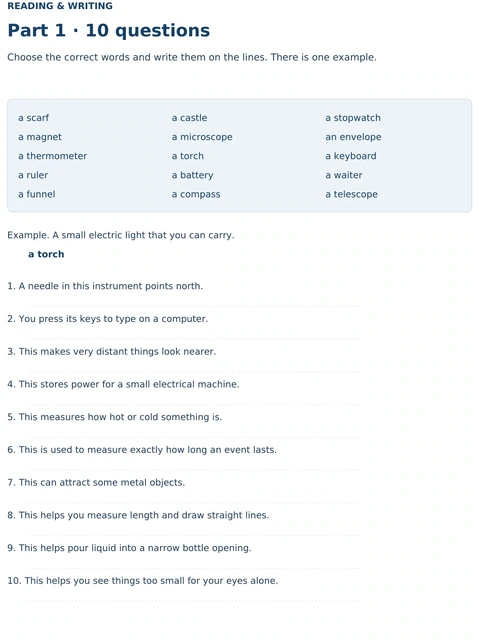 READING & WRITING
Part 1 · 10 questions
Choose the correct words and write them on the lines. There is one example.
a scarf a castle a stopwatch
a magnet a microscope an envelope
a thermometer a torch a keyboard
a ruler a battery a waiter
a funnel a compass a telescope
Example. A small electric light that you can carry.
a torch
1. A needle in this instrument points north.
2. You press its keys to type on a computer.
3. This makes very distant things look nearer.
4. This stores power for a small electrical machine.
5. This measures how hot or cold something is.
6. This is used to measure exactly how long an event lasts.
7. This can attract some metal objects.
8. This helps you measure length and draw straight lines.
9. This helps pour liquid into a narrow bottle opening.
10. This helps you see things too small for your eyes alone.